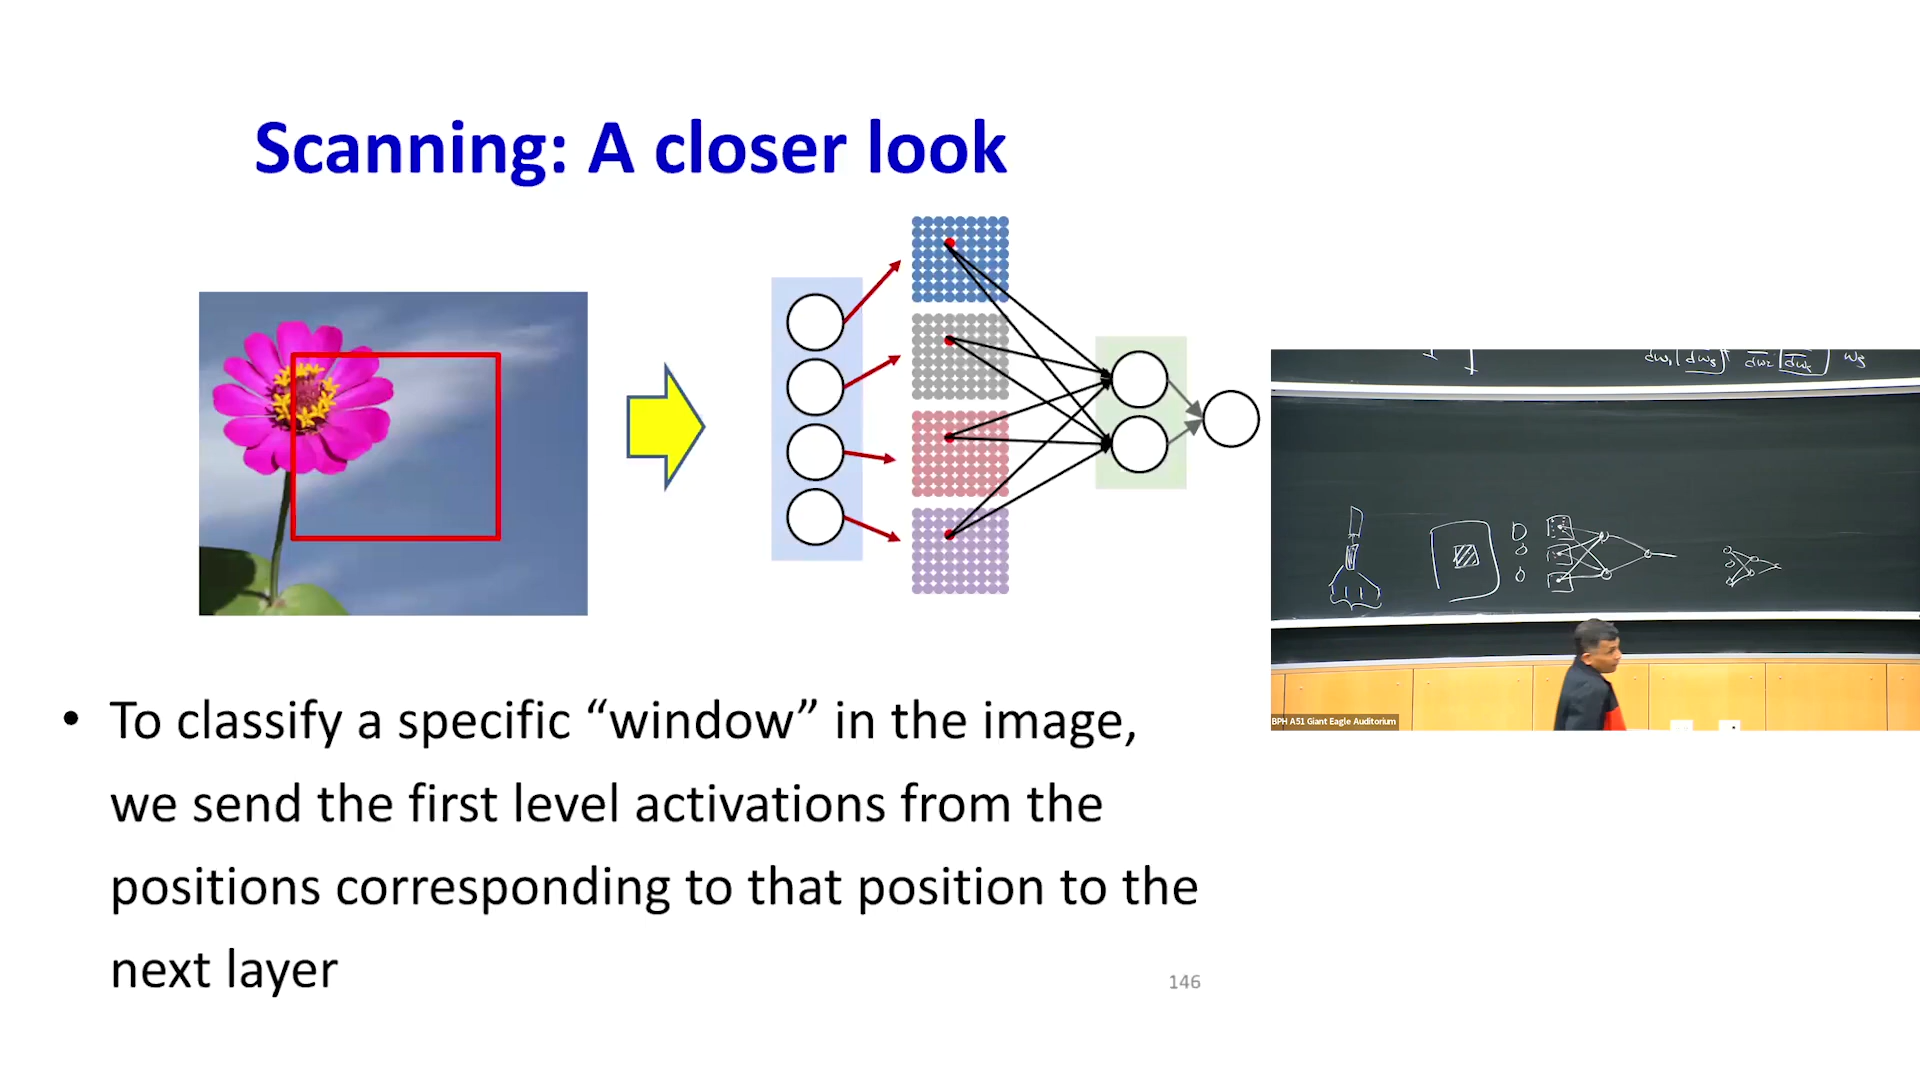 Scanning: A closer look
• To classify a specific “window” in the image,
we send the first level activations from the
positions corresponding to that position to the
next layer
146
BPH A51 Giant Eagle Auditorium